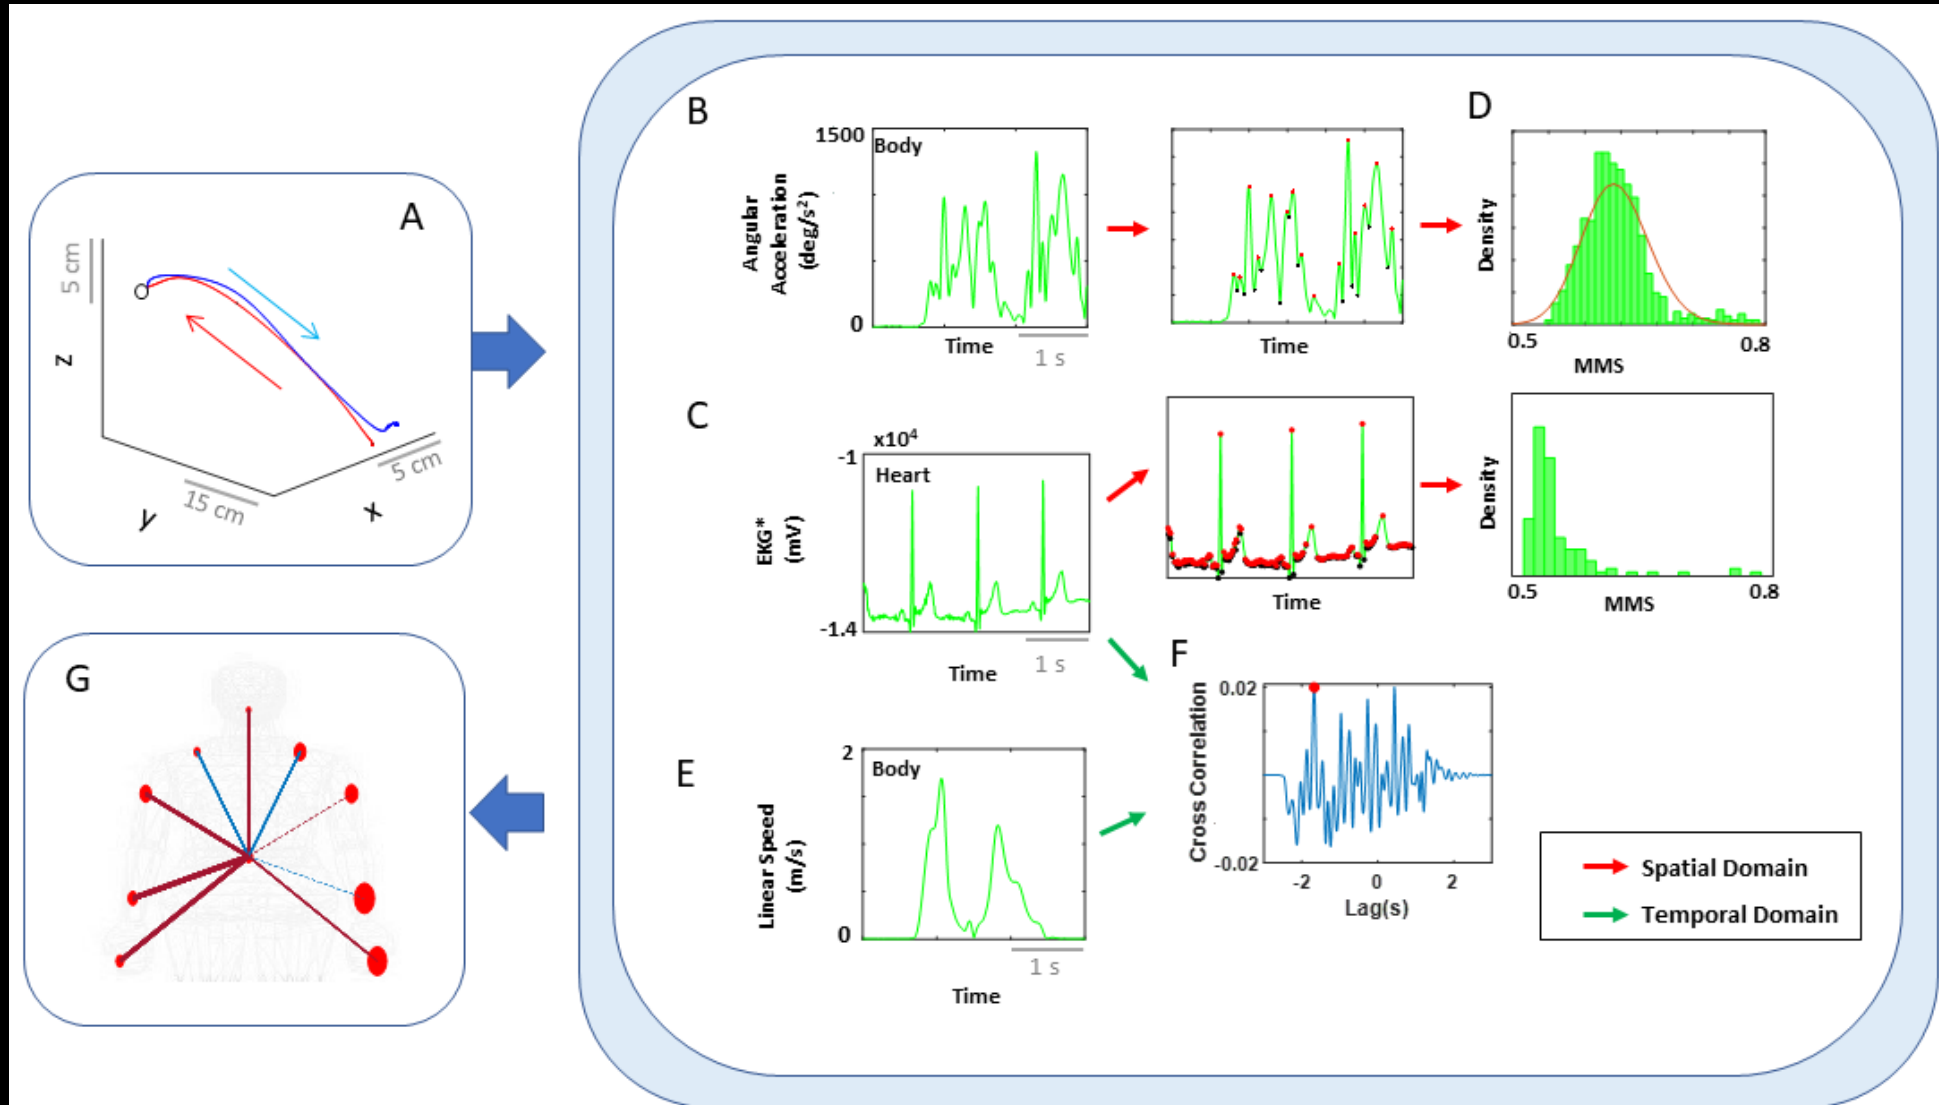 A
5 cm
z
y
15 cm
x
5 cm
B
1500
Body
Angular
Acceleration
(deg/s²)
0
Time
1 s
Time
D
Density
0.5
0.8
MMS
C
x10⁴
-1
Heart
EKG*
(mV)
-1.4
Time
1 s
Time
Density
0.5
0.8
MMS
E
2
Body
Linear Speed
(m/s)
0
1 s
Time
F
0.02
Cross Correlation
-0.02
-2
0
2
Lag(s)
Spatial Domain
Temporal Domain
G